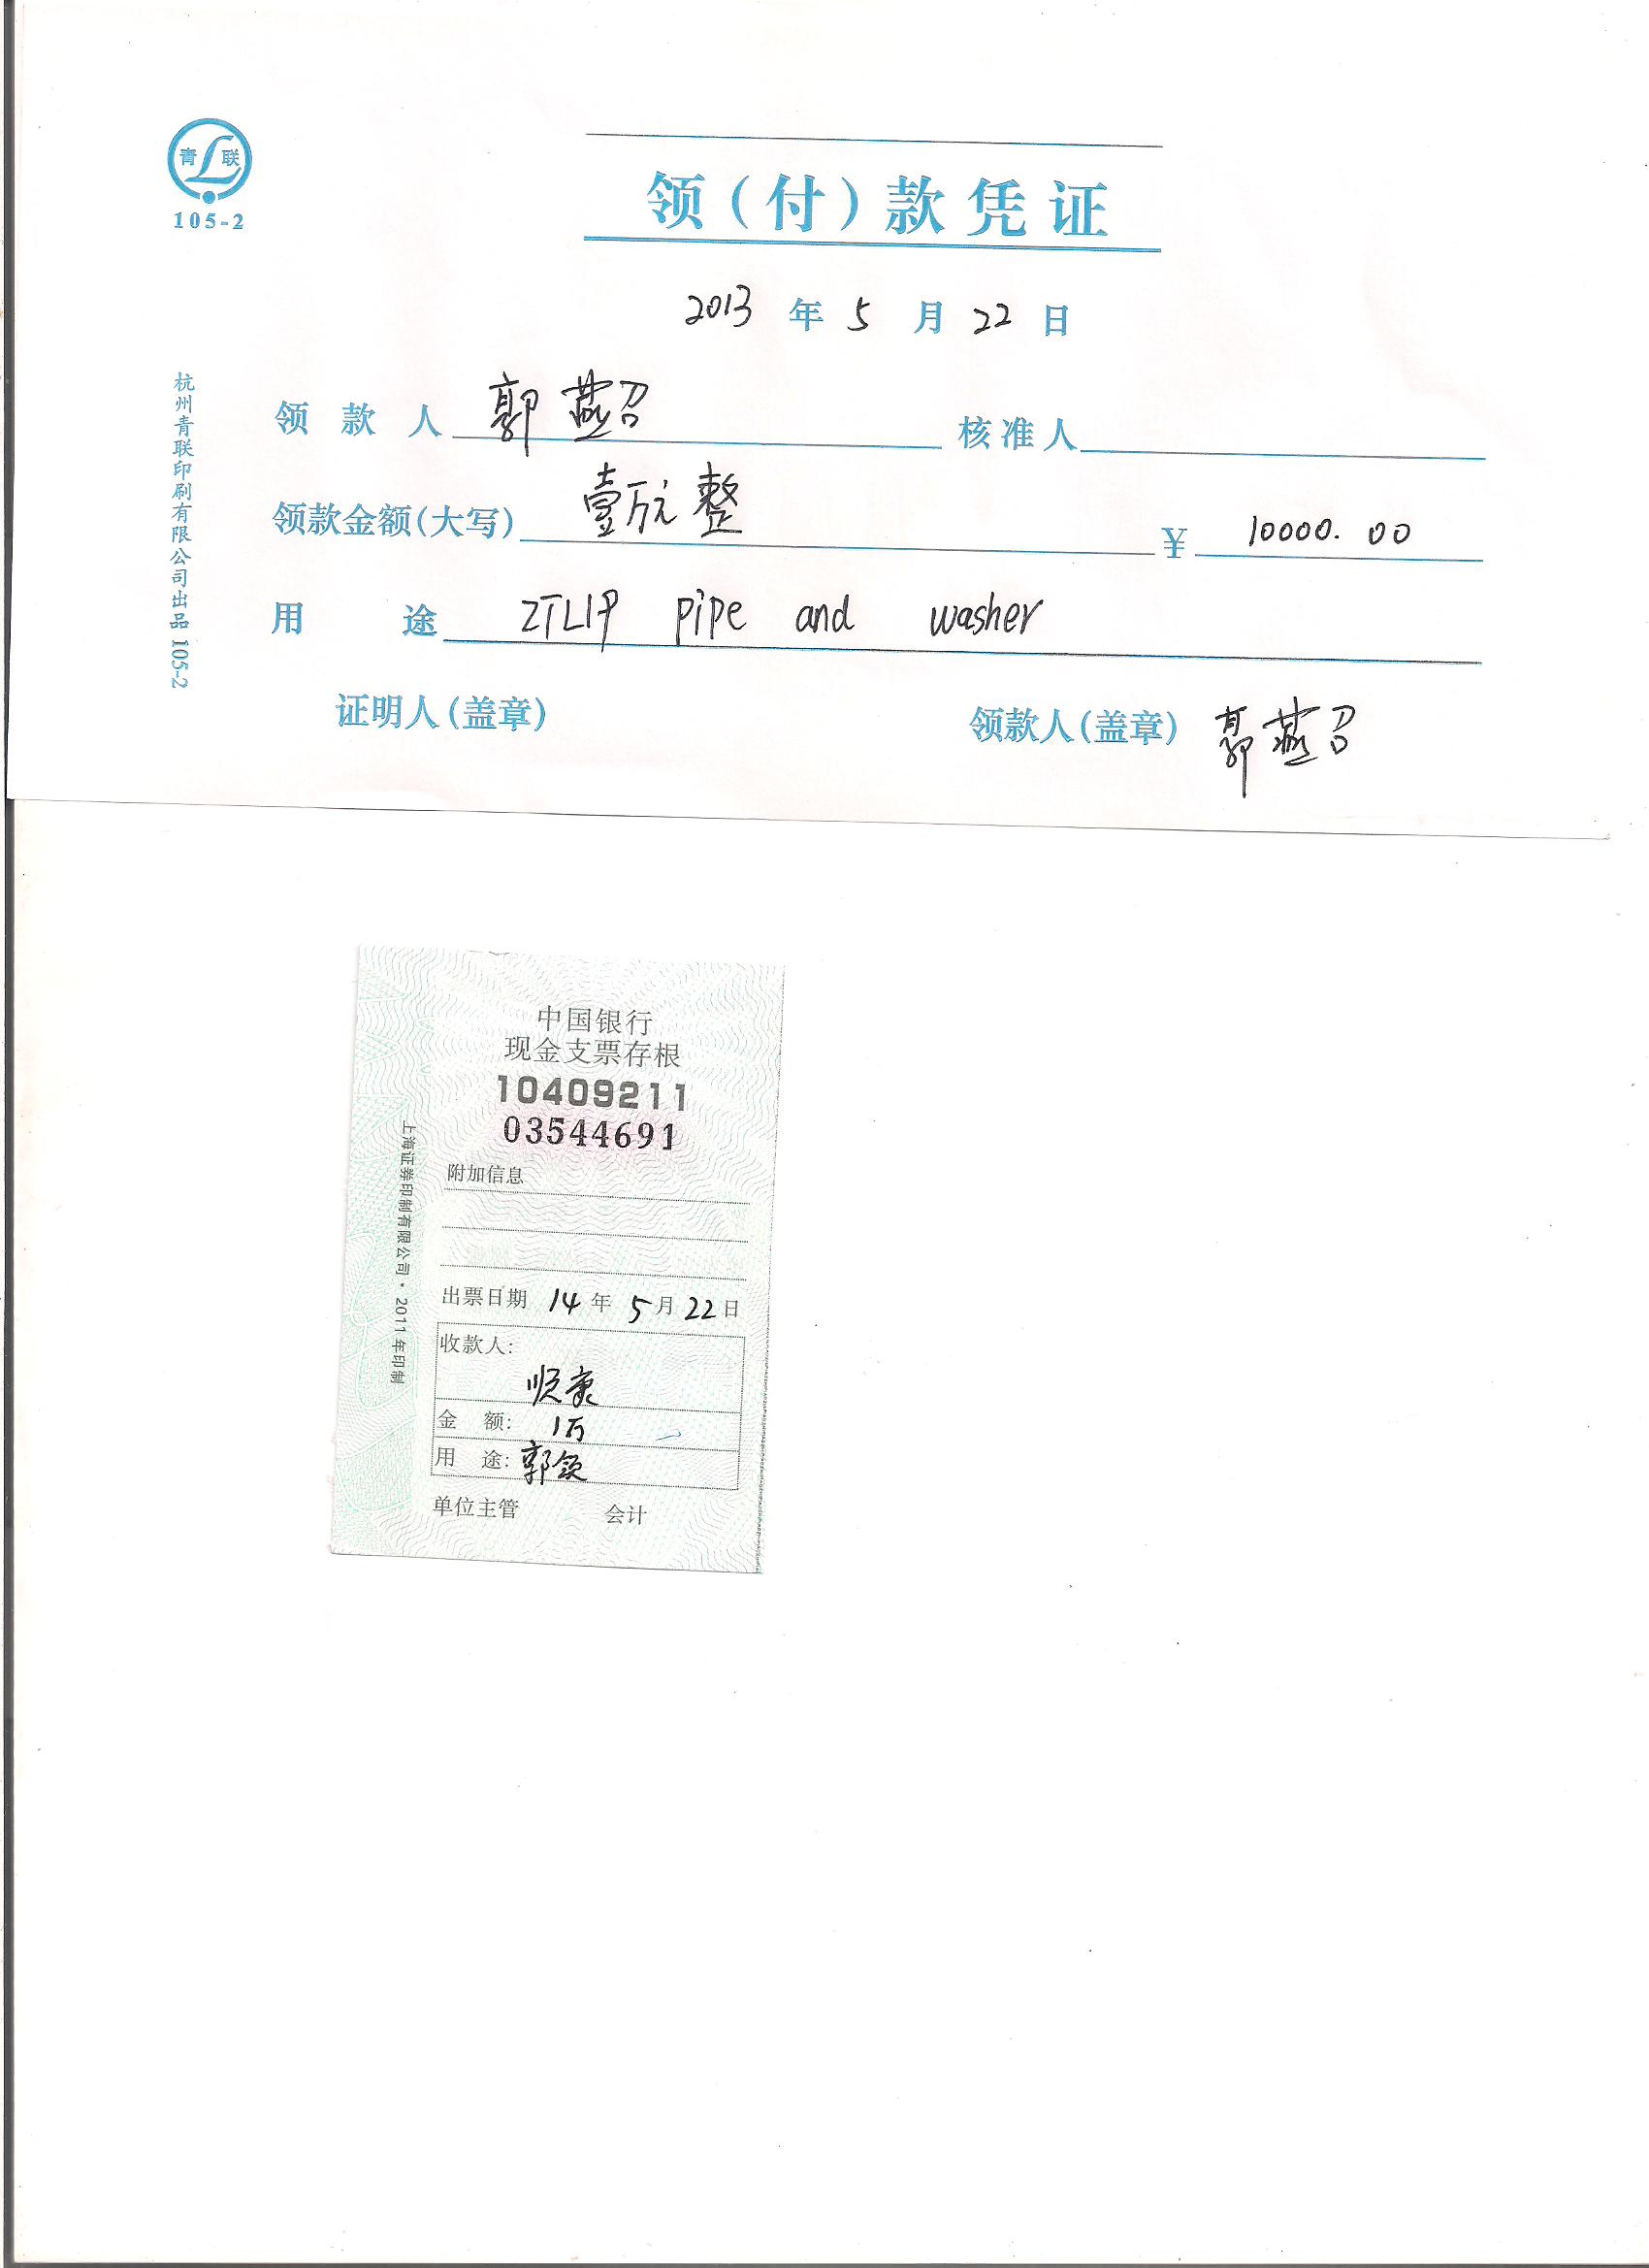 青 L 联
105-2
领(付)款凭证
2013 年 5 月 22 日
领款人 郭燕召 核准人
领款金额(大写) 壹万元整 ¥ 10000.00
用途 ZTL19 pipe and washer
证明人(盖章) 领款人(盖章) 郭燕召
杭州青联印刷有限公司出品 105-2
中国银行
现金支票存根
10409211
03544691
附加信息
出票日期 14 年 5 月 22 日
收款人:
顺康
金额: 1万
用途: 郭领
单位主管 会计
上海证券印制有限公司·2011年印制